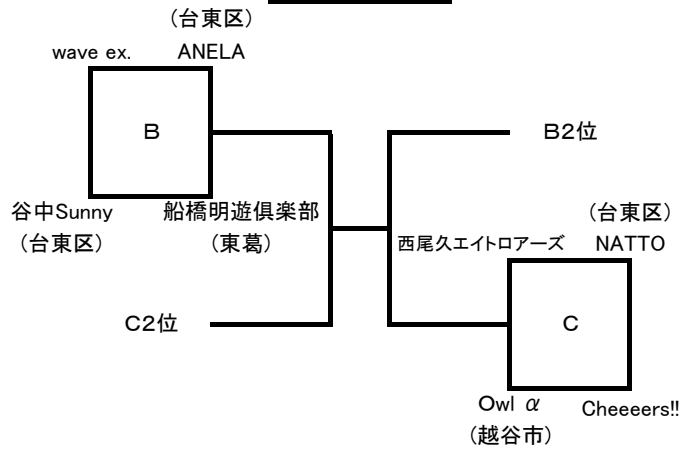 (台東区)
wave ex. ANELA
B
谷中Sunny 船橋明遊倶楽部
(台東区) (東葛)
C2位
B2位
(台東区)
西尾久エイトロアーズ NATTO
C
Owl α Cheeeers!!
(越谷市)